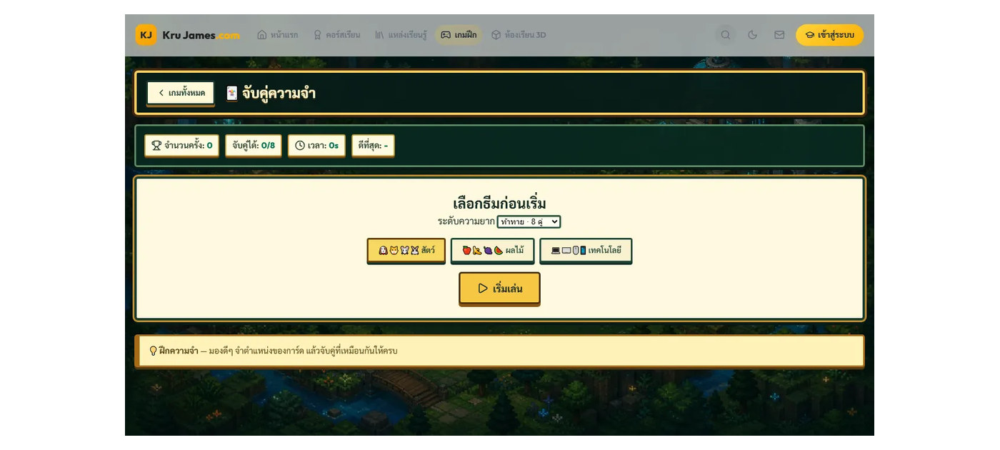 KJ Kru James.com หน้าแรก คอร์สเรียน แหล่งเรียนรู้ เกมฝึก ห้องเรียน 3D เข้าสู่ระบบ
เกมทั้งหมด จับคู่ความจำ
จำนวนครั้ง: 0 จับคู่ได้: 0/8 เวลา: 0s ดีที่สุด: -
เลือกธีมก่อนเริ่ม
ระดับความยาก ท้าทาย · 8 คู่
สัตว์ ผลไม้ เทคโนโลยี
เริ่มเล่น
ฝึกความจำ — มองดีๆ จำตำแหน่งของการ์ด แล้วจับคู่ที่เหมือนกันให้ครบ